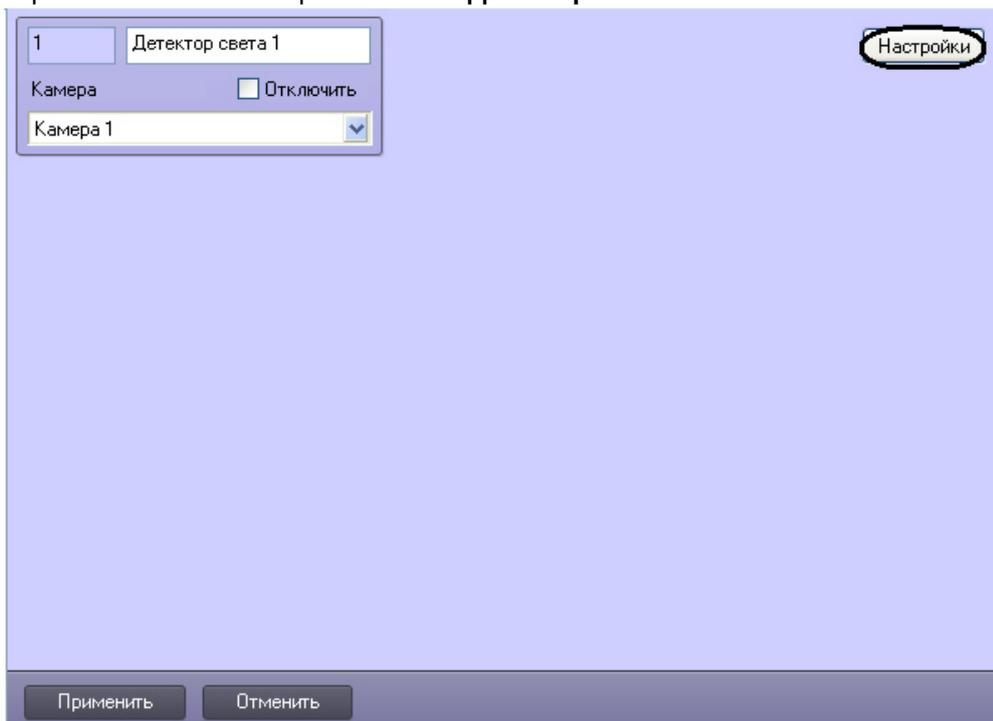 1 Детектор света 1
Настройки
Камера Отключить
Камера 1
Применить Отменить